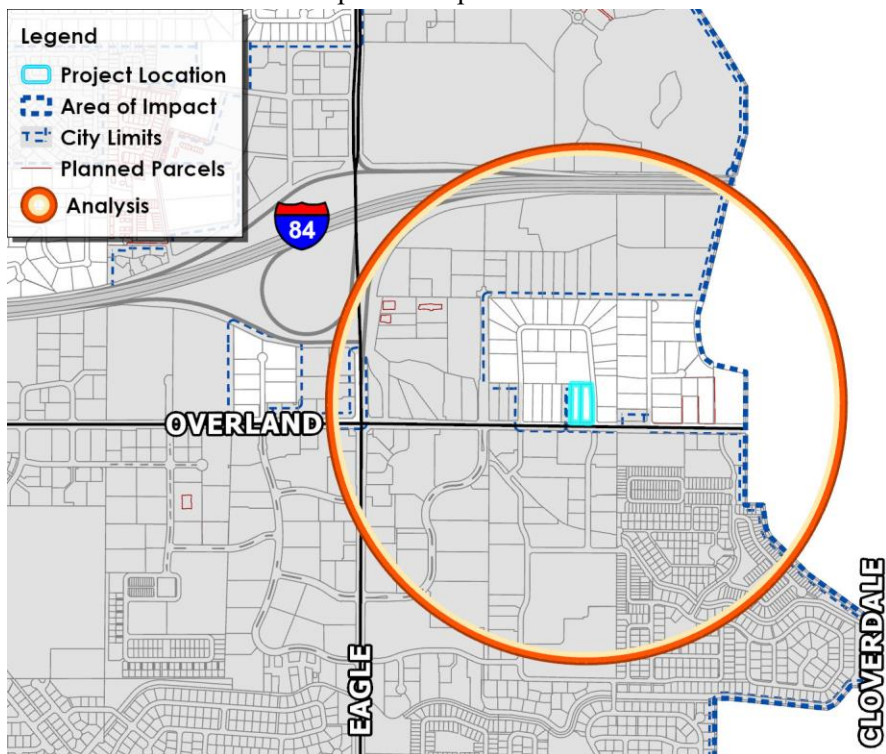 Legend
Project Location
Area of Impact
City Limits
Planned Parcels
Analysis
84
OVERLAND
EAGLE
CLOVERDALE